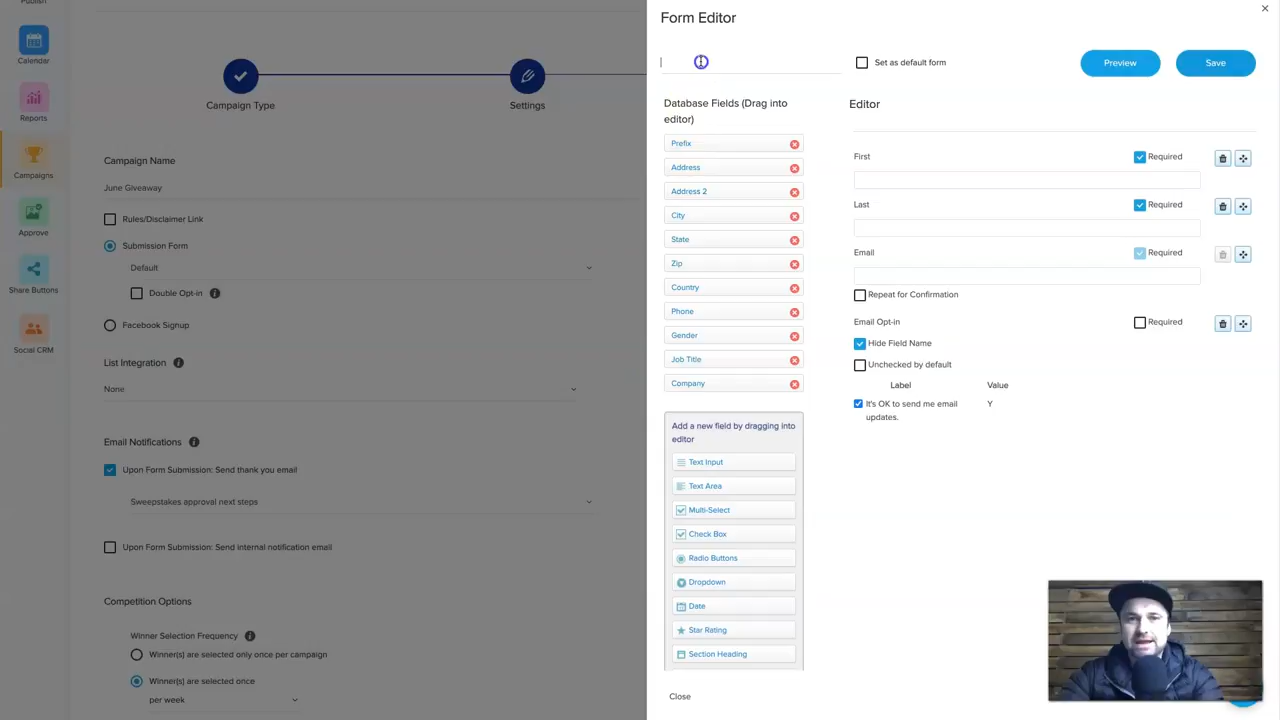 Publish
Calendar
Reports
Campaigns
Approve
Share Buttons
Social CRM
Campaign Type
Settings
Campaign Name
June Giveaway
Rules/Disclaimer Link
Submission Form
Default
Double Opt-in
Facebook Signup
List Integration
None
Email Notifications
Upon Form Submission: Send thank you email
Sweepstakes approval next steps
Upon Form Submission: Send internal notification email
Competition Options
Winner Selection Frequency
Winner(s) are selected only once per campaign
Winner(s) are selected once
per week
Form Editor
Set as default form
Preview
Save
Database Fields (Drag into
editor)
Prefix
Address
Address 2
City
State
Zip
Country
Phone
Gender
Job Title
Company
Add a new field by dragging into
editor
Text Input
Text Area
Multi-Select
Check Box
Radio Buttons
Dropdown
Date
Star Rating
Section Heading
Close
Editor
First
Required
Last
Required
Email
Required
Repeat for Confirmation
Email Opt-in
Required
Hide Field Name
Unchecked by default
Label Value
It's OK to send me email Y
updates.